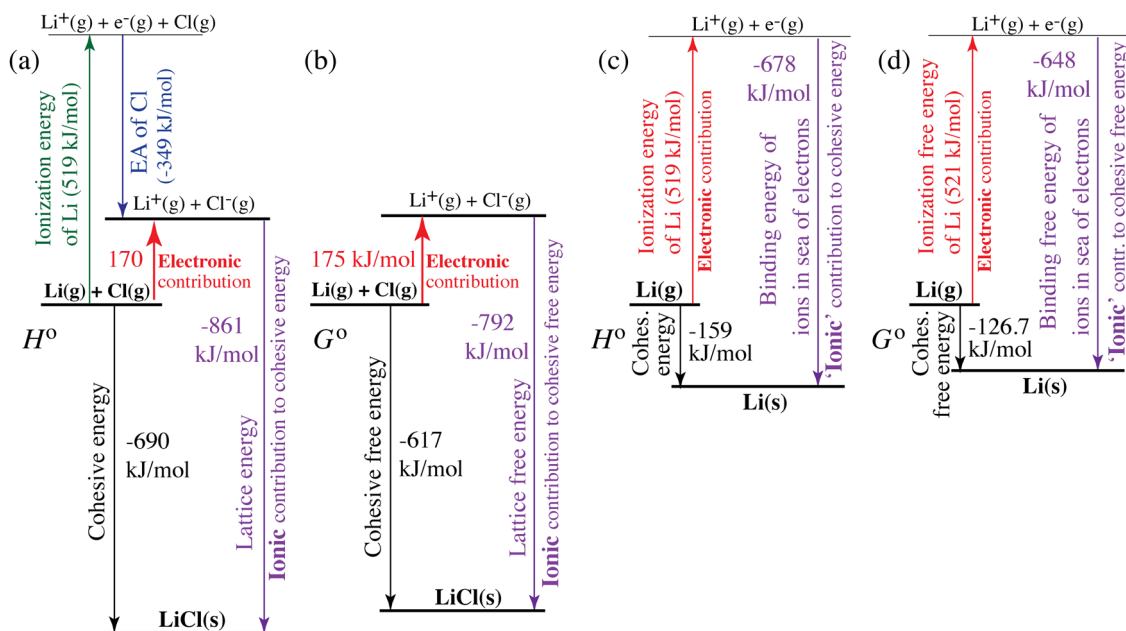 Li⁺(g) + e⁻(g) + Cl(g)
(a)
Ionization energy
of Li (519 kJ/mol)
EA of Cl
(-349 kJ/mol)
Li⁺(g) + Cl⁻(g)
170
Electronic
contribution
Li(g) + Cl(g)
H°
-861
kJ/mol
Cohesive energy
-690
kJ/mol
Lattice energy
Ionic contribution to cohesive energy
LiCl(s)
(b)
Li⁺(g) + Cl⁻(g)
175 kJ/mol
Electronic
contribution
Li(g) + Cl(g)
G°
-792
kJ/mol
Cohesive free energy
-617
kJ/mol
Lattice free energy
Ionic contribution to cohesive free energy
LiCl(s)
Li⁺(g) + e⁻(g)
(c)
-678
kJ/mol
Ionization energy
of Li (519 kJ/mol)
Electronic contribution
Binding energy of
ions in sea of electrons
'Ionic' contribution to cohesive energy
Li(g)
H°
Cohes.
energy
-159
kJ/mol
Li(s)
Li⁺(g) + e⁻(g)
(d)
-648
kJ/mol
Ionization free energy
of Li (521 kJ/mol)
Electronic contribution
Binding free energy of
ions in sea of electrons
'Ionic' contr. to cohesive free energy
Li(g)
G°
Cohes.
free energy
-126.7
kJ/mol
Li(s)